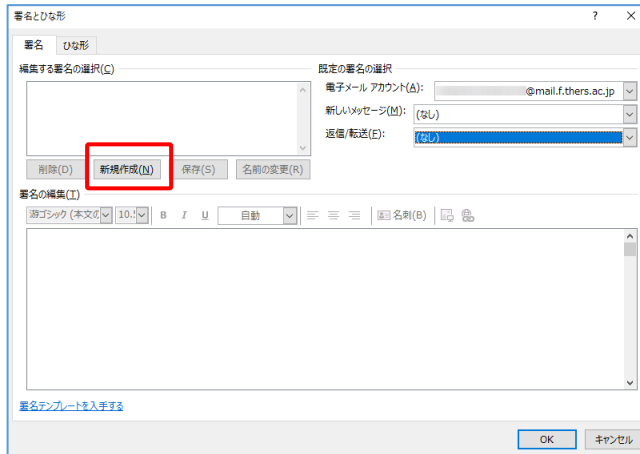 署名とひな形 ? ×
署名 ひな形
編集する署名の選択(C)
既定の署名の選択
電子メール アカウント(A): @mail.f.thers.ac.jp
新しいメッセージ(M): (なし)
返信/転送(F): (なし)
削除(D) 新規作成(N) 保存(S) 名前の変更(R)
署名の編集(T)
游ゴシック (本文の 10.5 B I U 自動 名刺(B)
署名テンプレートを入手する
OK キャンセル